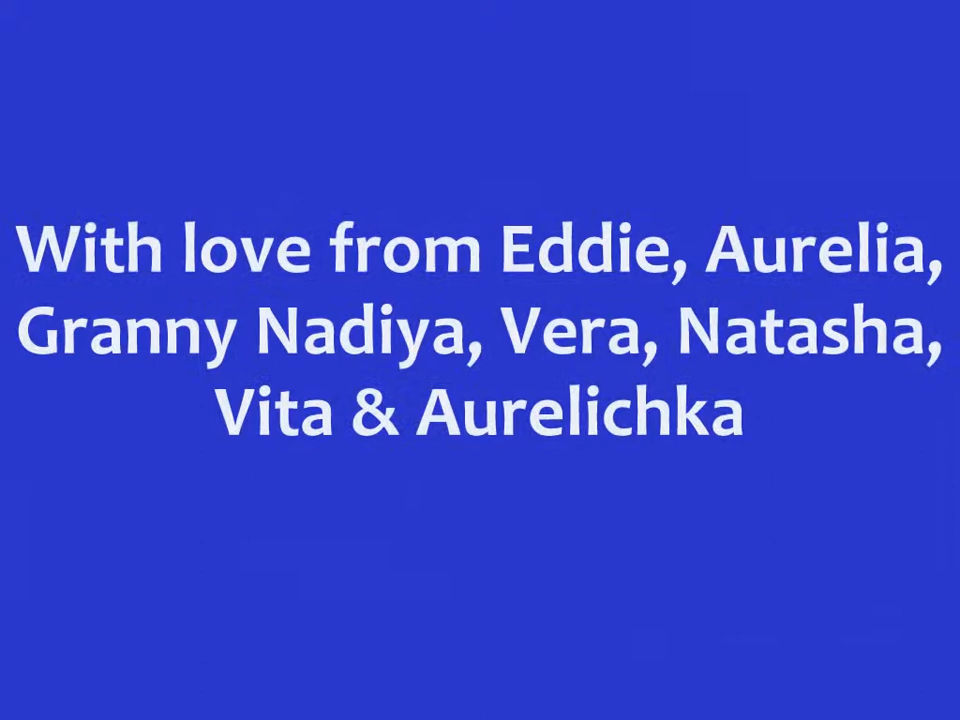 With love from Eddie, Aurelia,
Granny Nadiya, Vera, Natasha,
Vita & Aurelichka